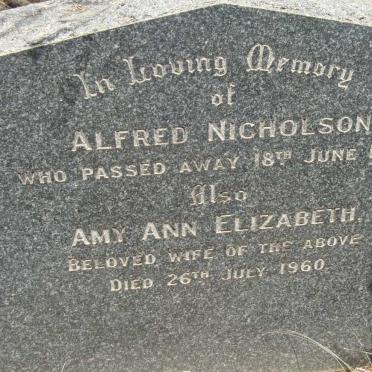 In Loving Memory
of
ALFRED NICHOLSON
WHO PASSED AWAY 18TH JUNE
Also
AMY ANN ELIZABETH.
BELOVED WIFE OF THE ABOVE
DIED 26TH JULY 1960.